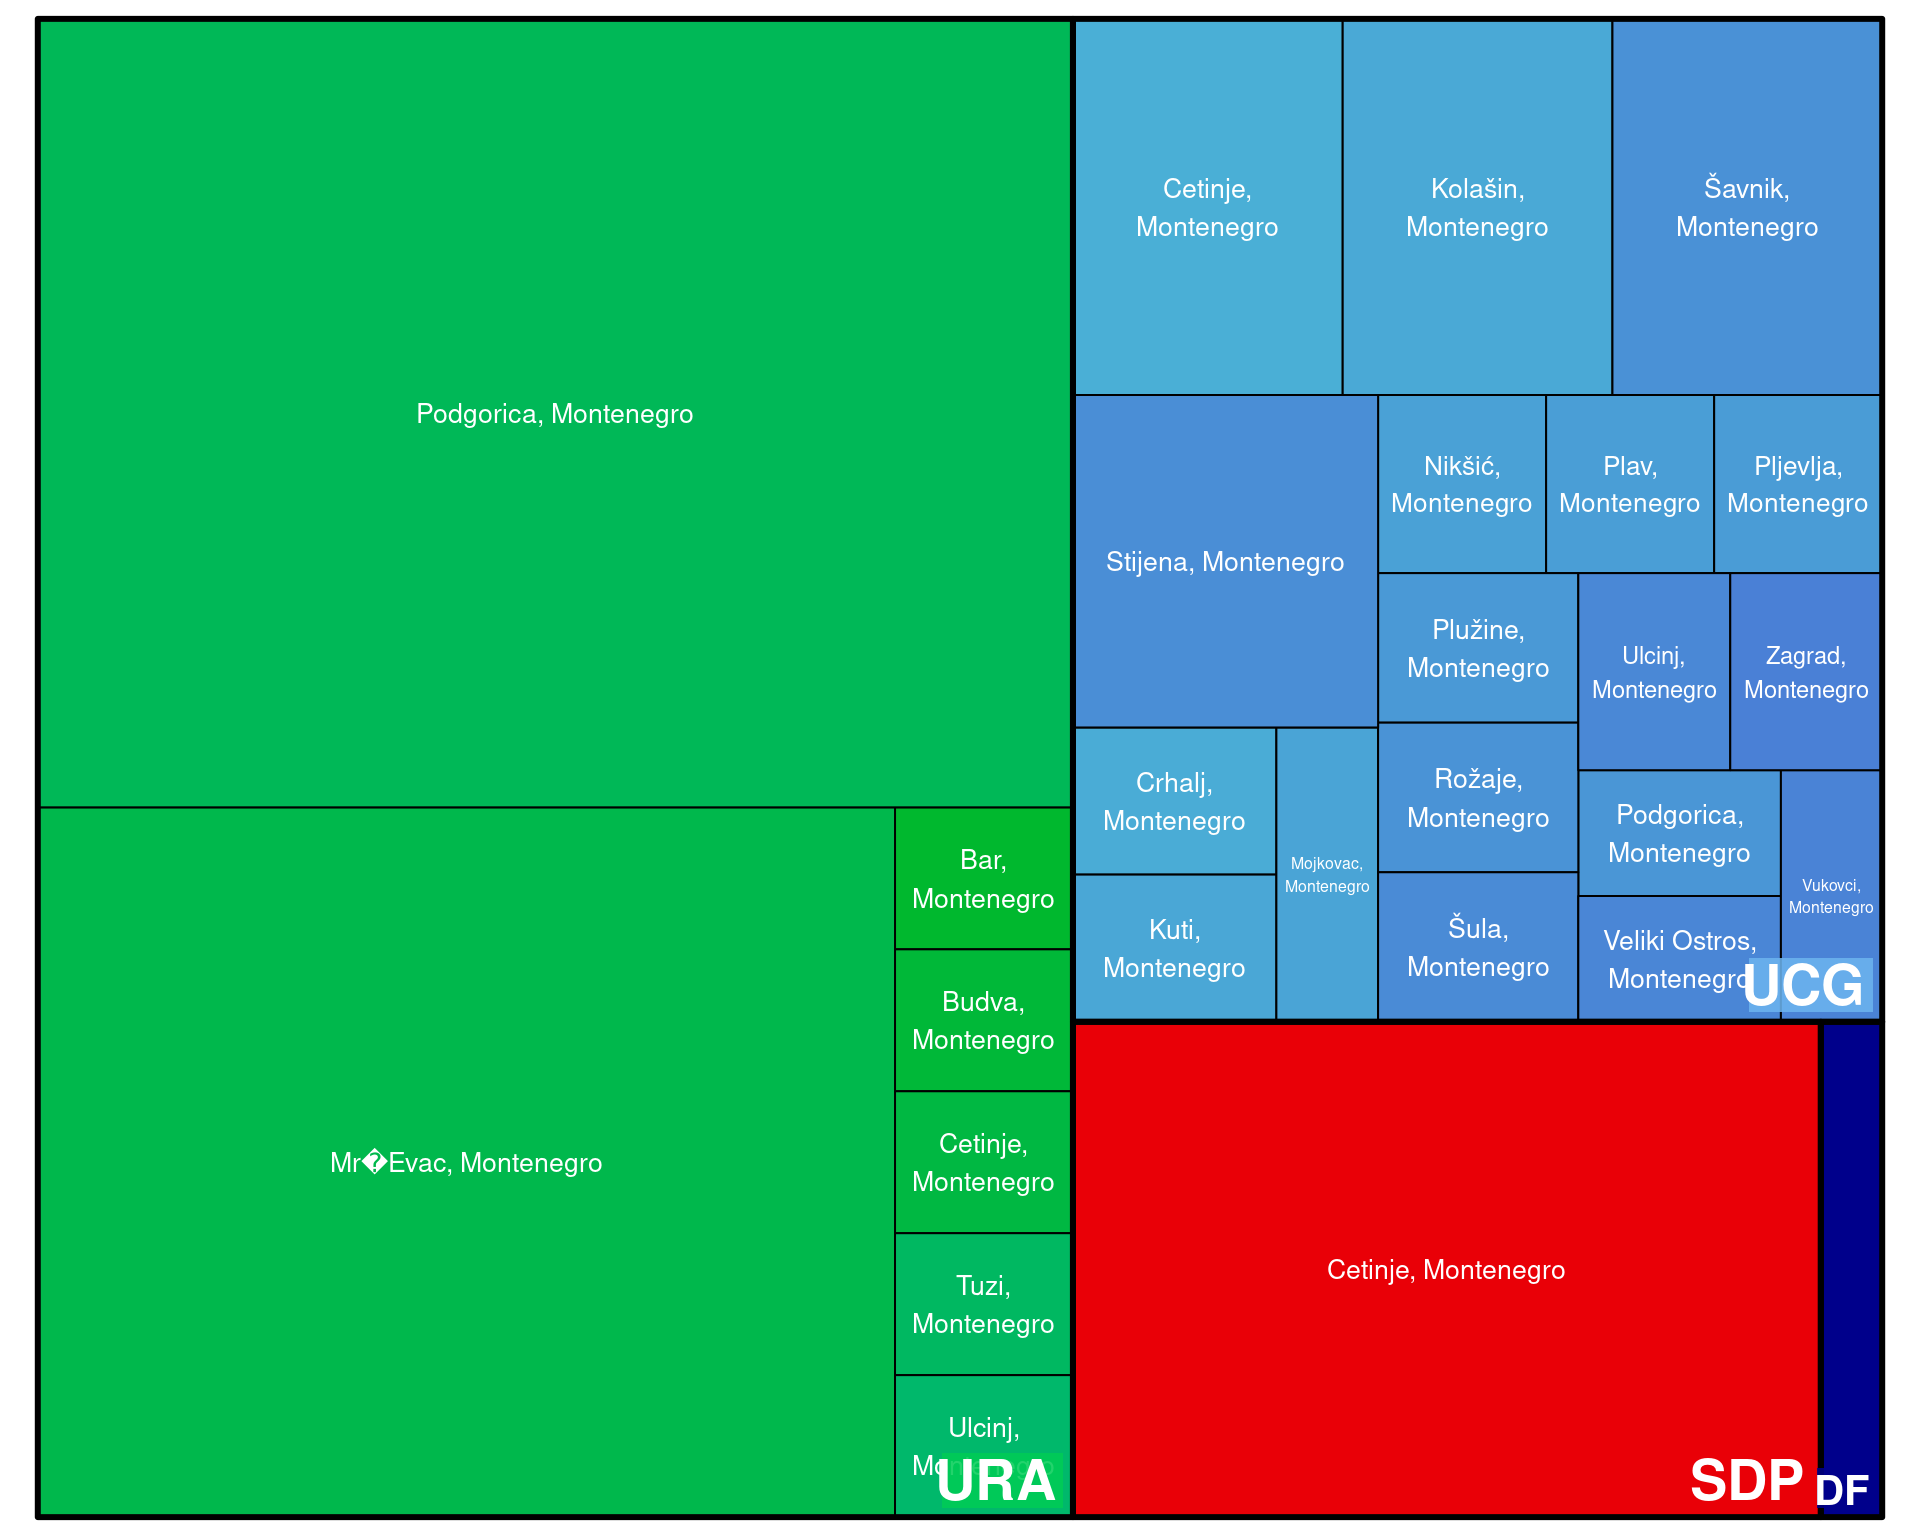 Podgorica, Montenegro
Mr�Evac, Montenegro
Bar,
Montenegro
Budva,
Montenegro
Cetinje,
Montenegro
Tuzi,
Montenegro
Ulcinj,
Montenegro
URA
Cetinje,
Montenegro
Kolašin,
Montenegro
Šavnik,
Montenegro
Stijena, Montenegro
Nikšić,
Montenegro
Plav,
Montenegro
Pljevlja,
Montenegro
Plužine,
Montenegro
Ulcinj,
Montenegro
Zagrad,
Montenegro
Crhalj,
Montenegro
Mojkovac,
Montenegro
Rožaje,
Montenegro
Podgorica,
Montenegro
Vukovci,
Montenegro
Kuti,
Montenegro
Šula,
Montenegro
Veliki Ostros,
Montenegro
UCG
Cetinje, Montenegro
SDP
DF